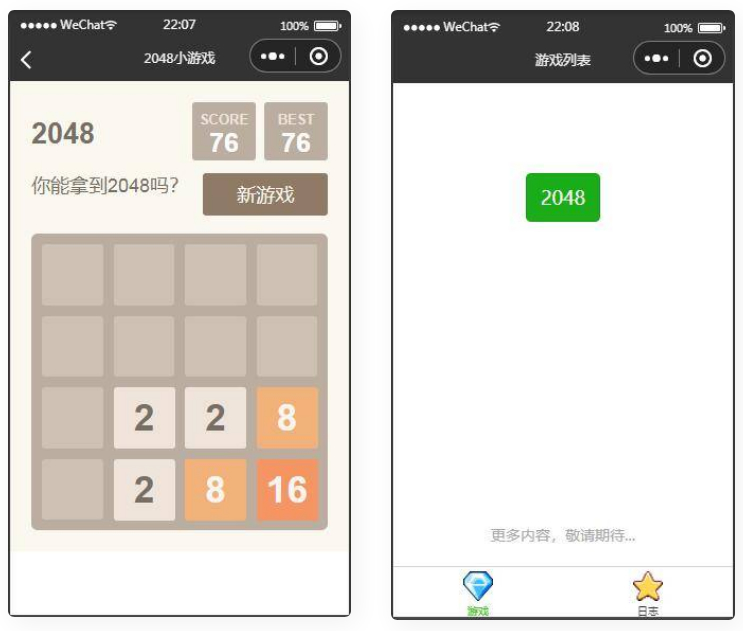 ●●●●● WeChat 22:07 100%
2048小游戏
2048
SCORE
76
BEST
76
你能拿到2048吗?
新游戏
2 2 8
2 8 16
●●●●● WeChat 22:08 100%
游戏列表
2048
更多内容，敬请期待...
游戏 日志